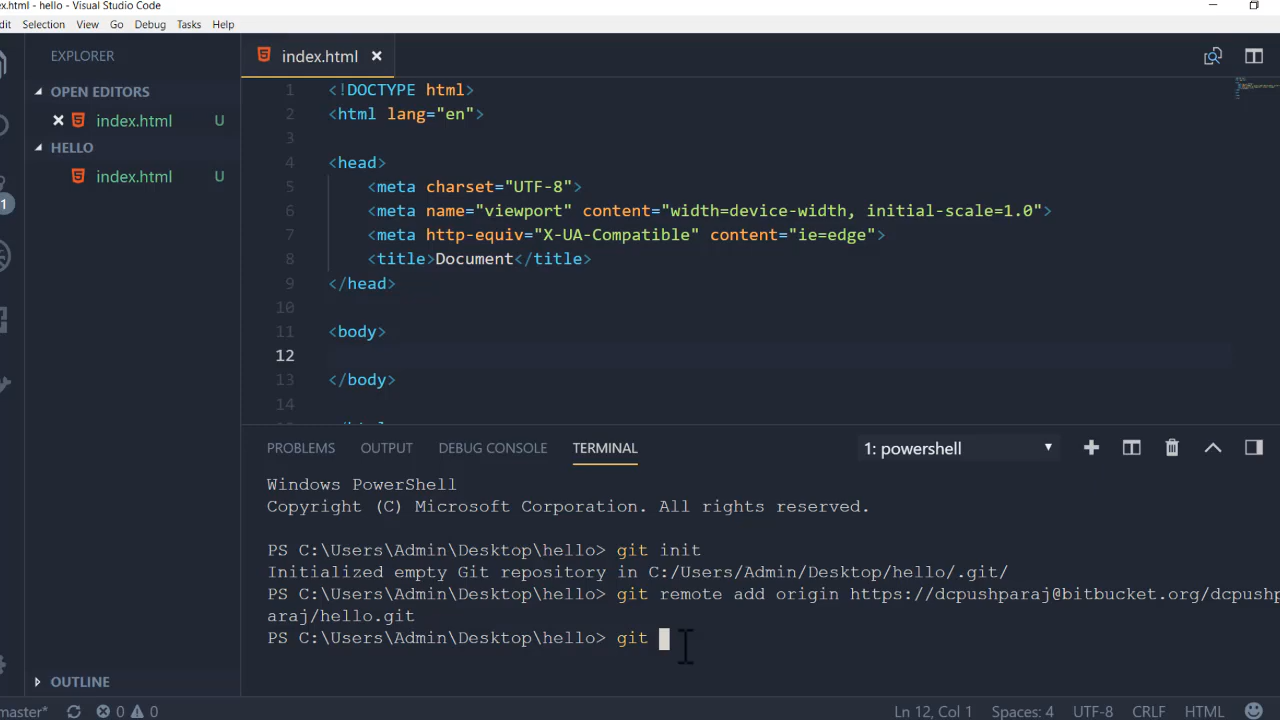 ex.html - hello - Visual Studio Code
dit Selection View Go Debug Tasks Help
EXPLORER
OPEN EDITORS
index.html U
HELLO
index.html U
1
index.html
1 <!DOCTYPE html>
2 <html lang="en">
3
4 <head>
5 <meta charset="UTF-8">
6 <meta name="viewport" content="width=device-width, initial-scale=1.0">
7 <meta http-equiv="X-UA-Compatible" content="ie=edge">
8 <title>Document</title>
9 </head>
10
11 <body>
12
13 </body>
14
PROBLEMS OUTPUT DEBUG CONSOLE TERMINAL 1: powershell
Windows PowerShell
Copyright (C) Microsoft Corporation. All rights reserved.
PS C:\Users\Admin\Desktop\hello> git init
Initialized empty Git repository in C:/Users/Admin/Desktop/hello/.git/
PS C:\Users\Admin\Desktop\hello> git remote add origin https://dcpushparaj@bitbucket.org/dcpushp
araj/hello.git
PS C:\Users\Admin\Desktop\hello> git
OUTLINE
master* 0 0 Ln 12, Col 1 Spaces: 4 UTF-8 CRLF HTML